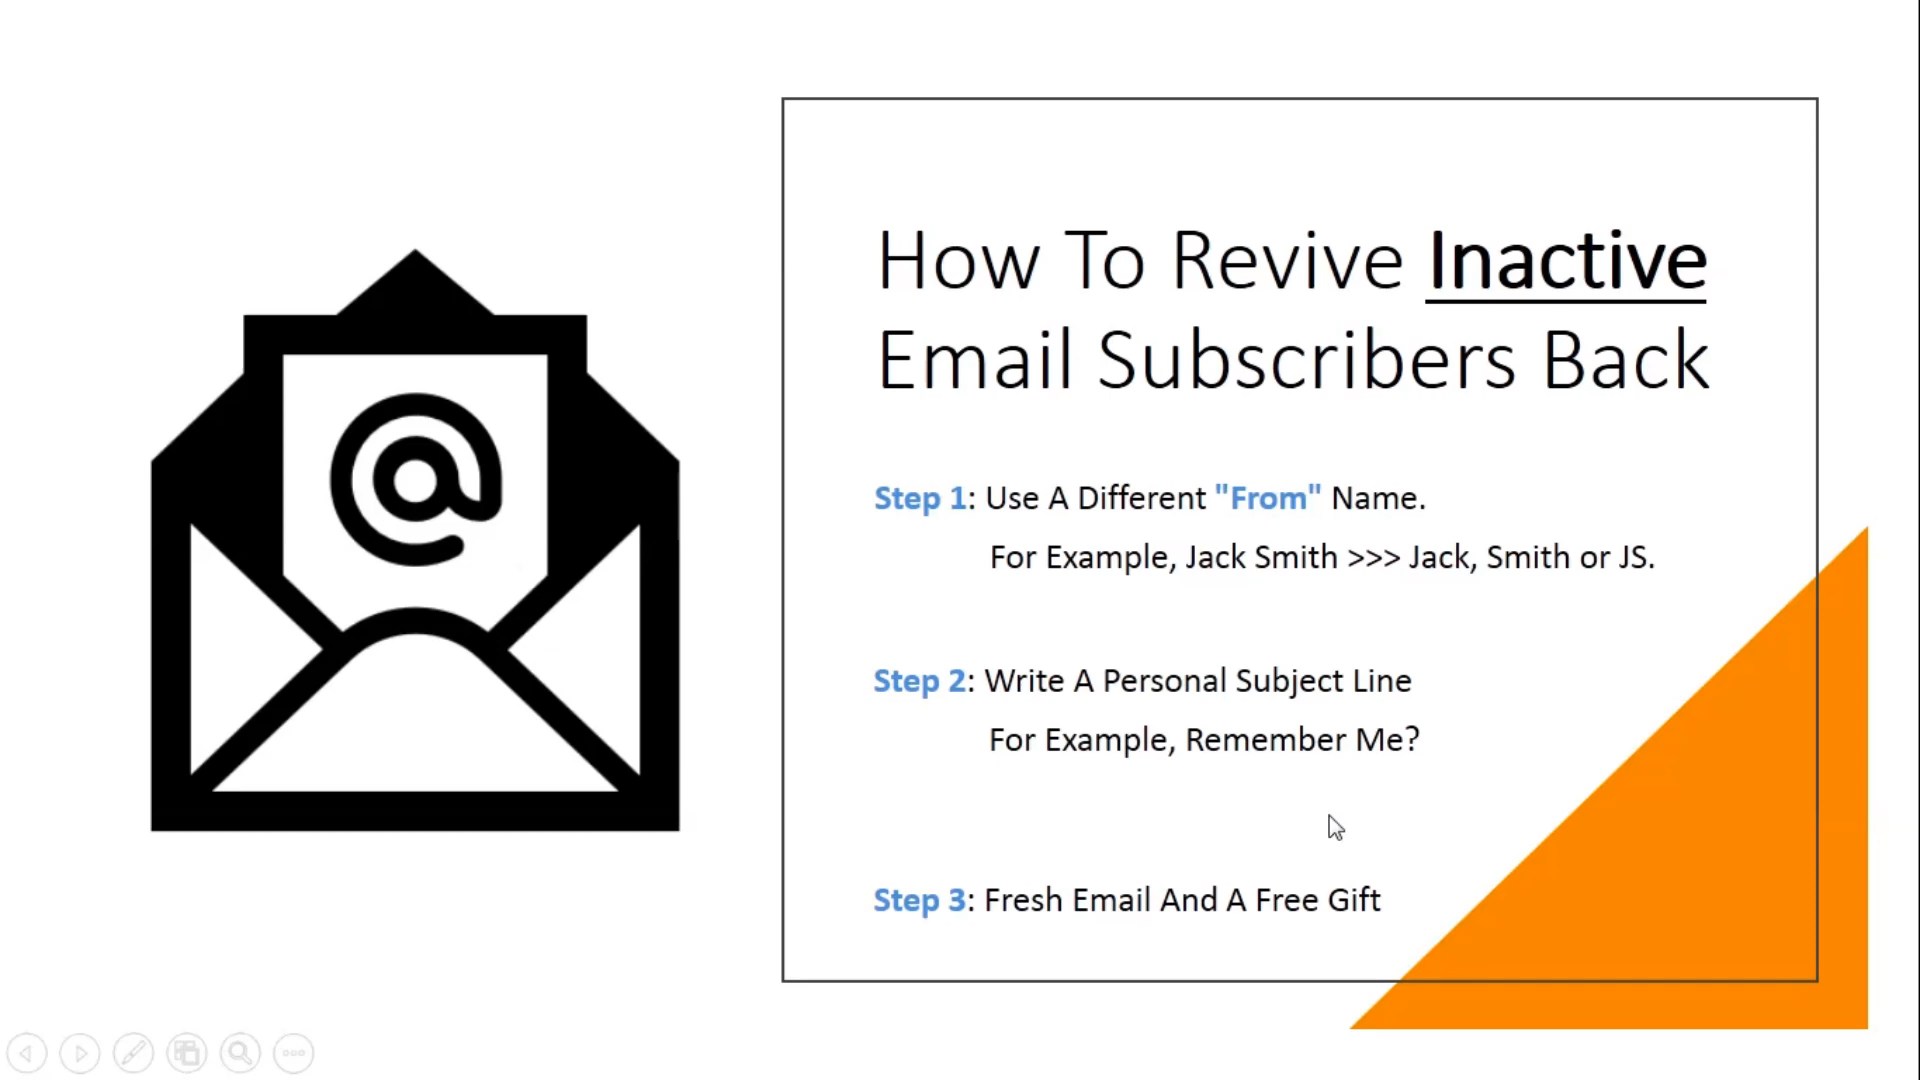 How To Revive Inactive
Email Subscribers Back
Step 1: Use A Different "From" Name.
For Example, Jack Smith >>> Jack, Smith or JS.
Step 2: Write A Personal Subject Line
For Example, Remember Me?
Step 3: Fresh Email And A Free Gift